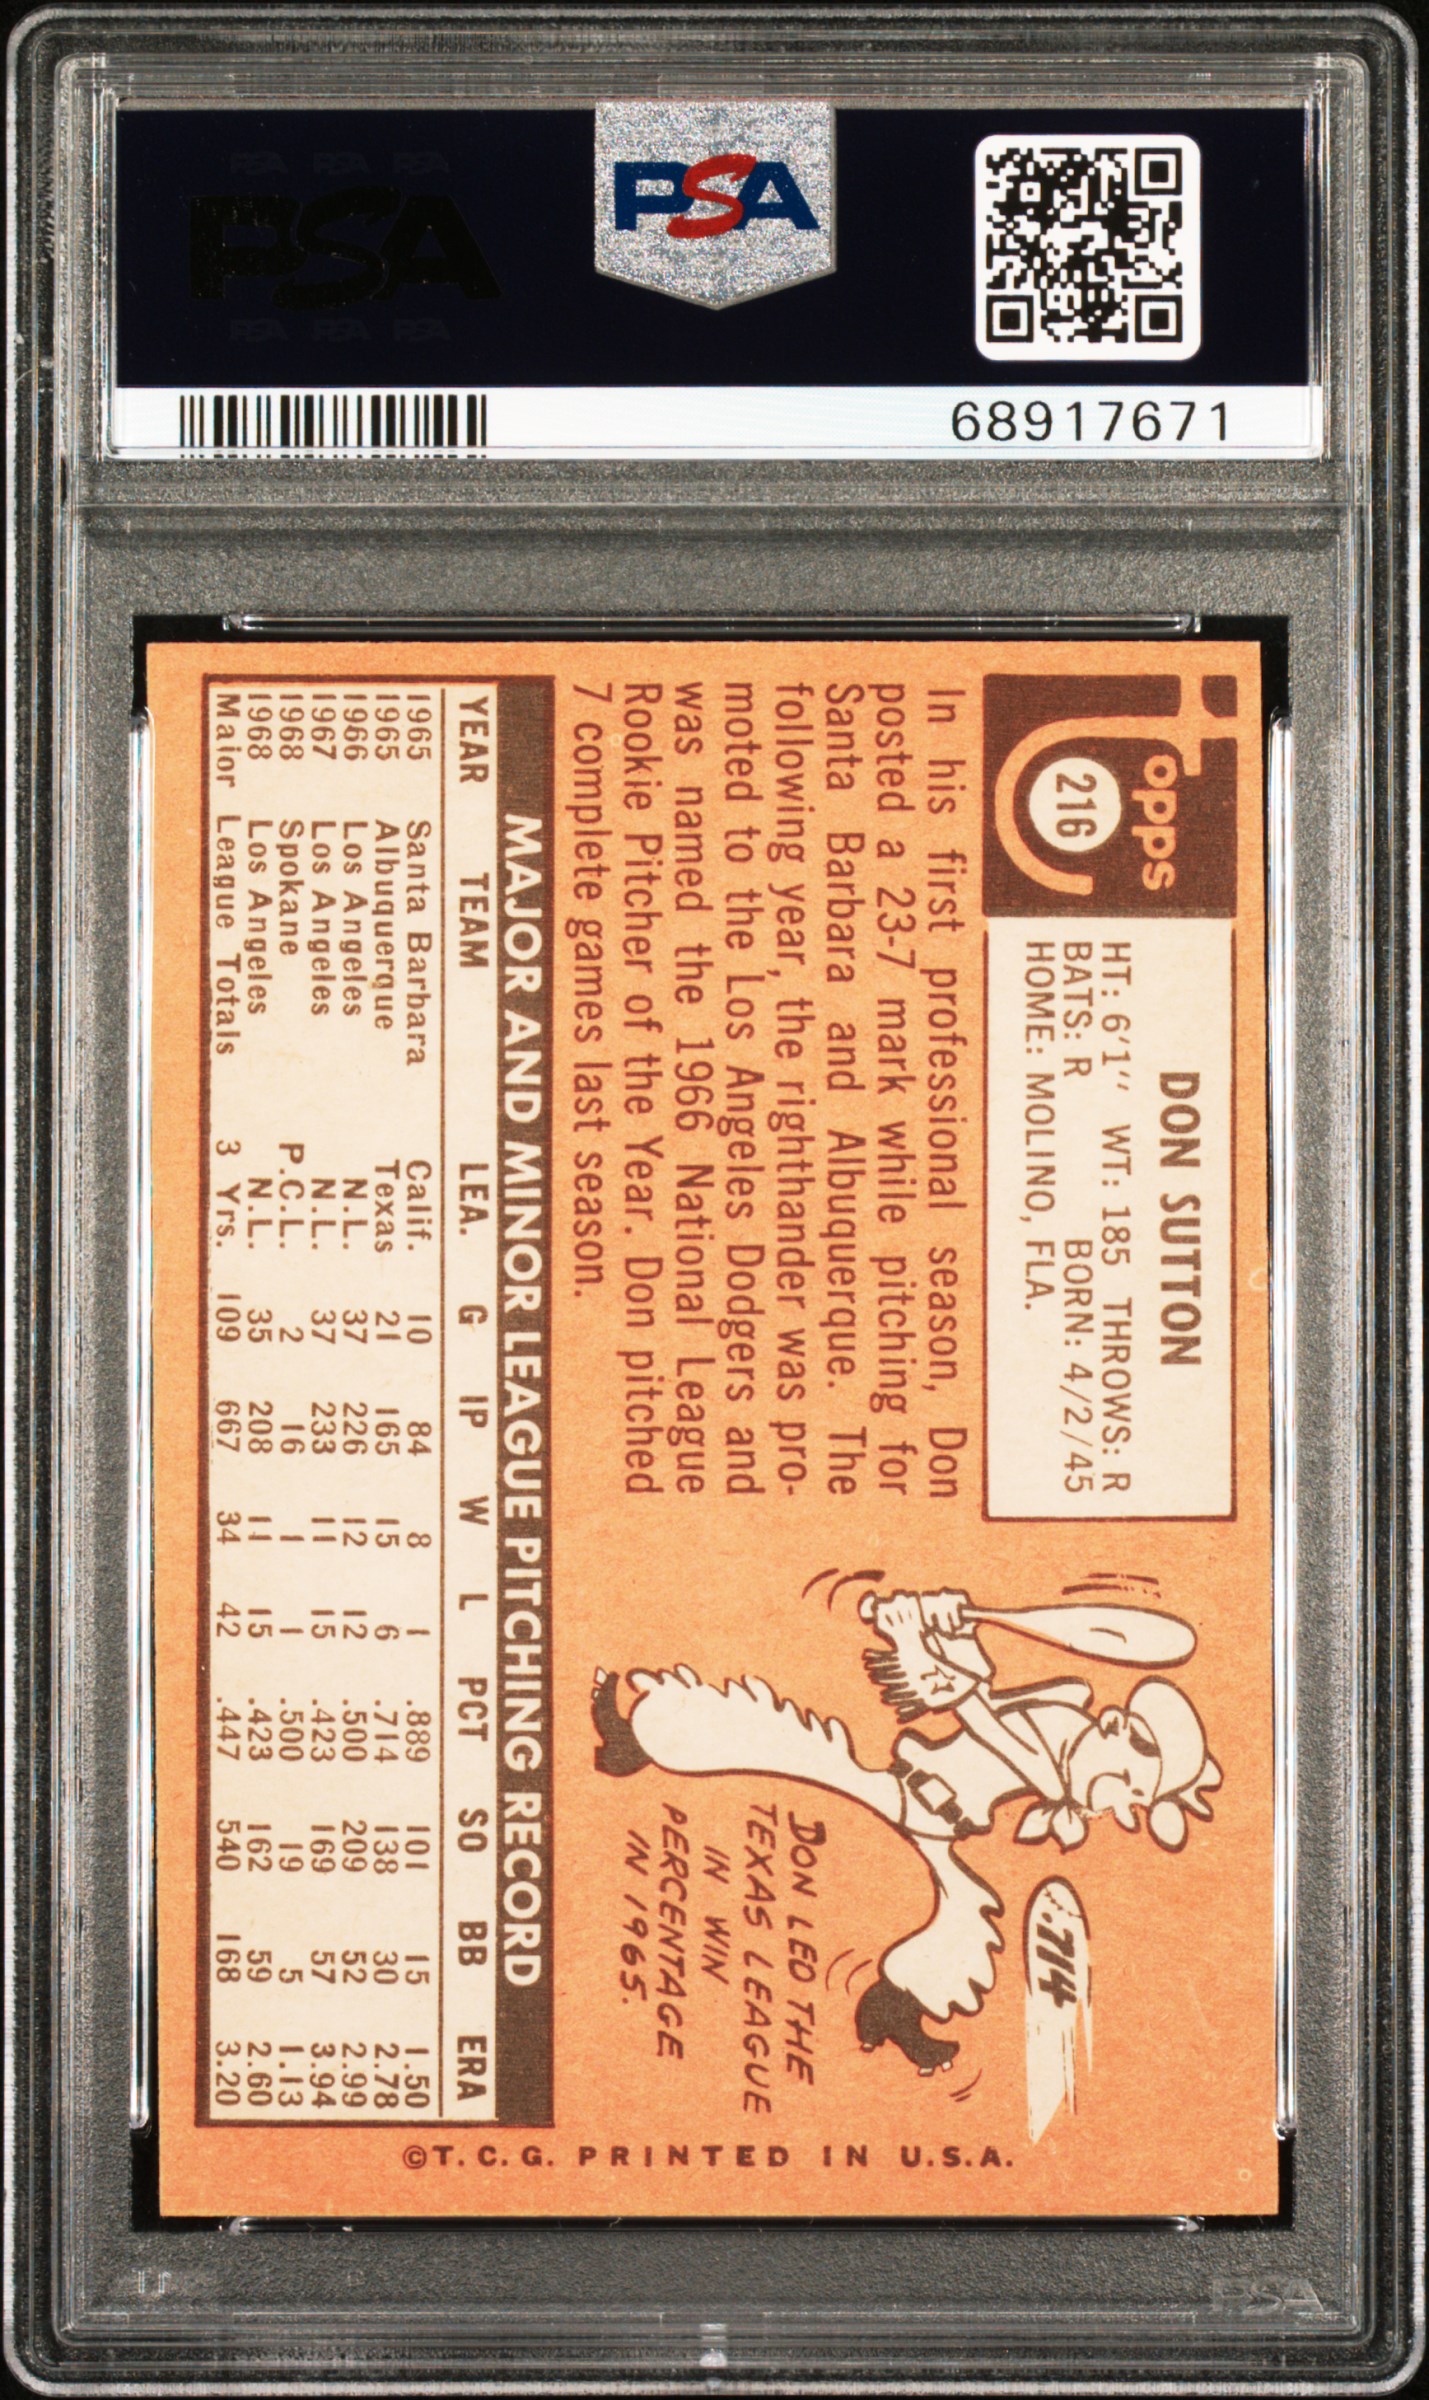 PSA
PSA
68917671
Topps
216
DON SUTTON
HT: 6'1" WT: 185 THROWS: R
BATS: R BORN: 4/2/45
HOME: MOLINO, FLA.
In his first professional season, Don
posted a 23-7 mark while pitching for
Santa Barbara and Albuquerque. The
following year, the righthander was pro-
moted to the Los Angeles Dodgers and
was named the 1966 National League
Rookie Pitcher of the Year. Don pitched
7 complete games last season.
.714
DON LED THE
TEXAS LEAGUE
IN WIN
PERCENTAGE
IN 1965.
MAJOR AND MINOR LEAGUE PITCHING RECORD
YEAR TEAM LEA. G IP W L PCT SO BB ERA
1965 Santa Barbara Calif. 10 84 8 1 .889 101 15 1.50
1965 Albuquerque Texas 21 165 15 6 .714 138 30 2.78
1966 Los Angeles N.L. 37 226 12 12 .500 209 52 2.99
1967 Los Angeles N.L. 37 233 11 15 .423 169 57 3.94
1968 Spokane P.C.L. 2 16 1 1 .500 19 5 1.13
1968 Los Angeles N.L. 35 208 11 15 .423 162 59 2.60
Major League Totals 3 Yrs. 109 667 34 42 .447 540 168 3.20
©T.C.G. PRINTED IN U.S.A.
PSA